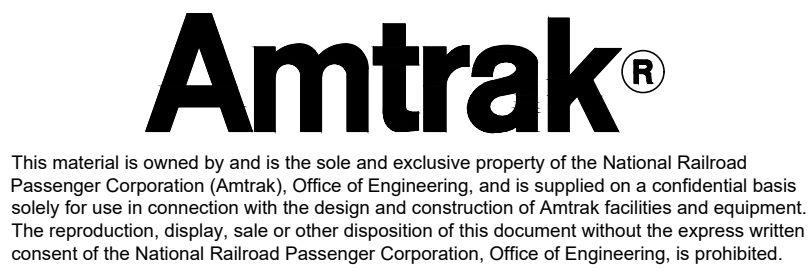 Amtrak®
This material is owned by and is the sole and exclusive property of the National Railroad
Passenger Corporation (Amtrak), Office of Engineering, and is supplied on a confidential basis
solely for use in connection with the design and construction of Amtrak facilities and equipment.
The reproduction, display, sale or other disposition of this document without the express written
consent of the National Railroad Passenger Corporation, Office of Engineering, is prohibited.